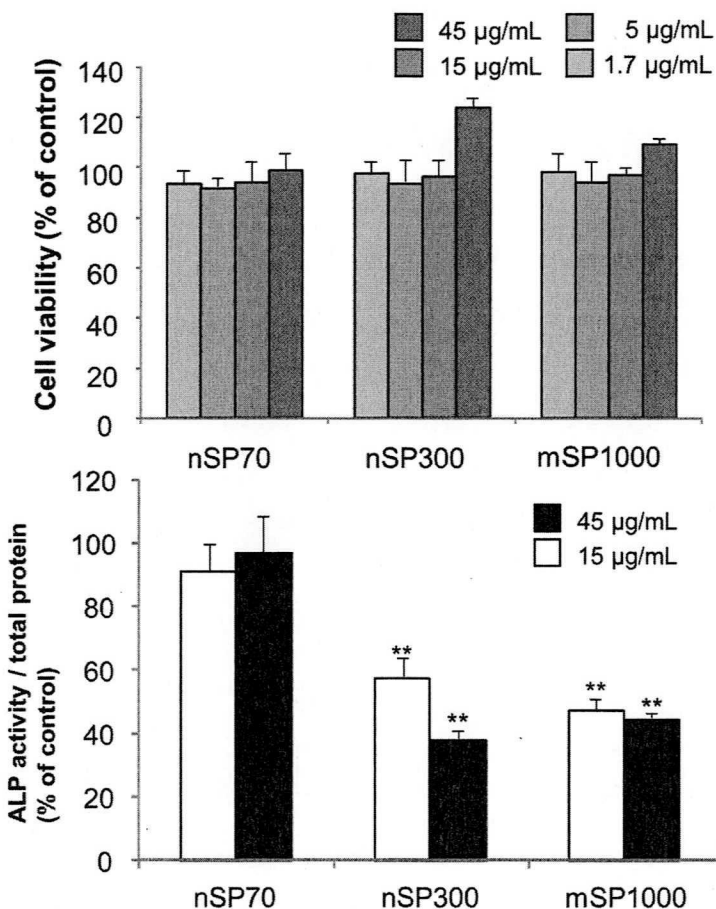 45 µg/mL 5 µg/mL
15 µg/mL 1.7 µg/mL
Cell viability (% of control)
140
120
100
80
60
40
20
0
nSP70 nSP300 mSP1000
ALP activity / total protein
(% of control)
120
100
80
60
40
20
0
45 µg/mL
15 µg/mL
**
**
**
**
nSP70 nSP300 mSP1000